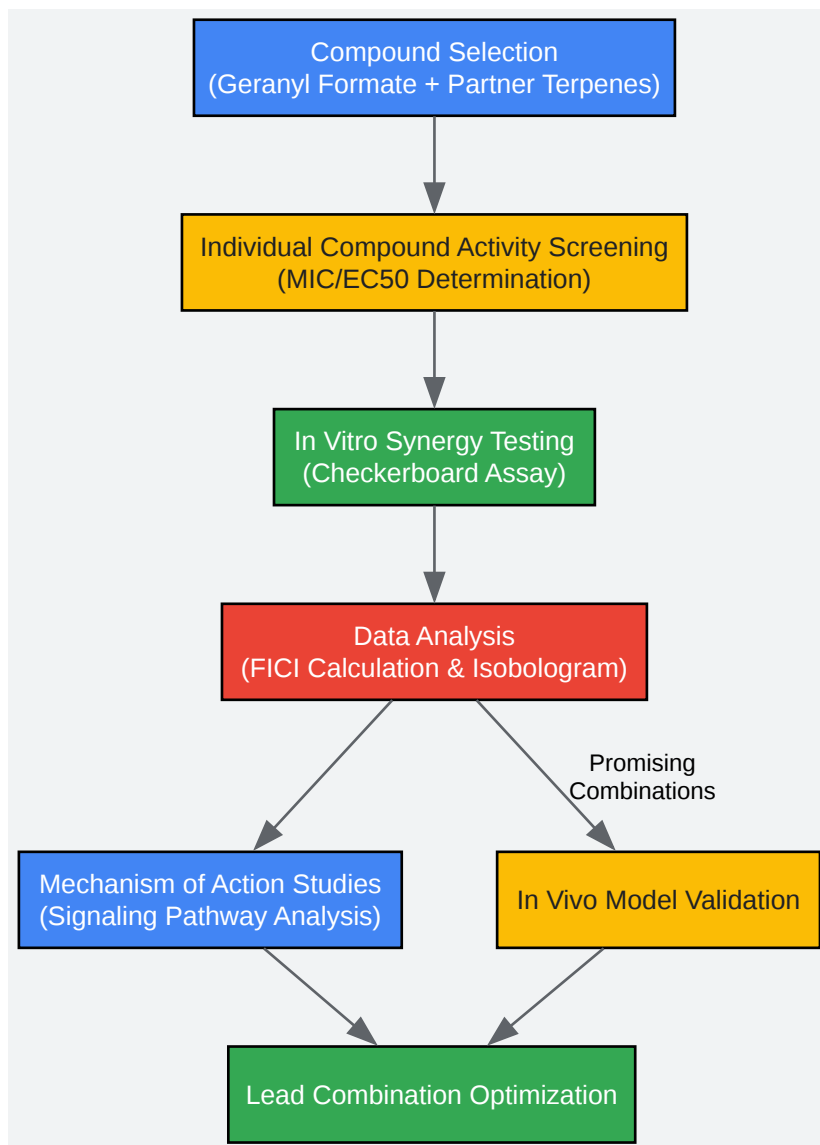 Compound Selection
(Geranyl Formate + Partner Terpenes)
Individual Compound Activity Screening
(MIC/EC50 Determination)
In Vitro Synergy Testing
(Checkerboard Assay)
Data Analysis
(FICI Calculation & Isobologram)
Promising
Combinations
Mechanism of Action Studies
(Signaling Pathway Analysis)
In Vivo Model Validation
Lead Combination Optimization